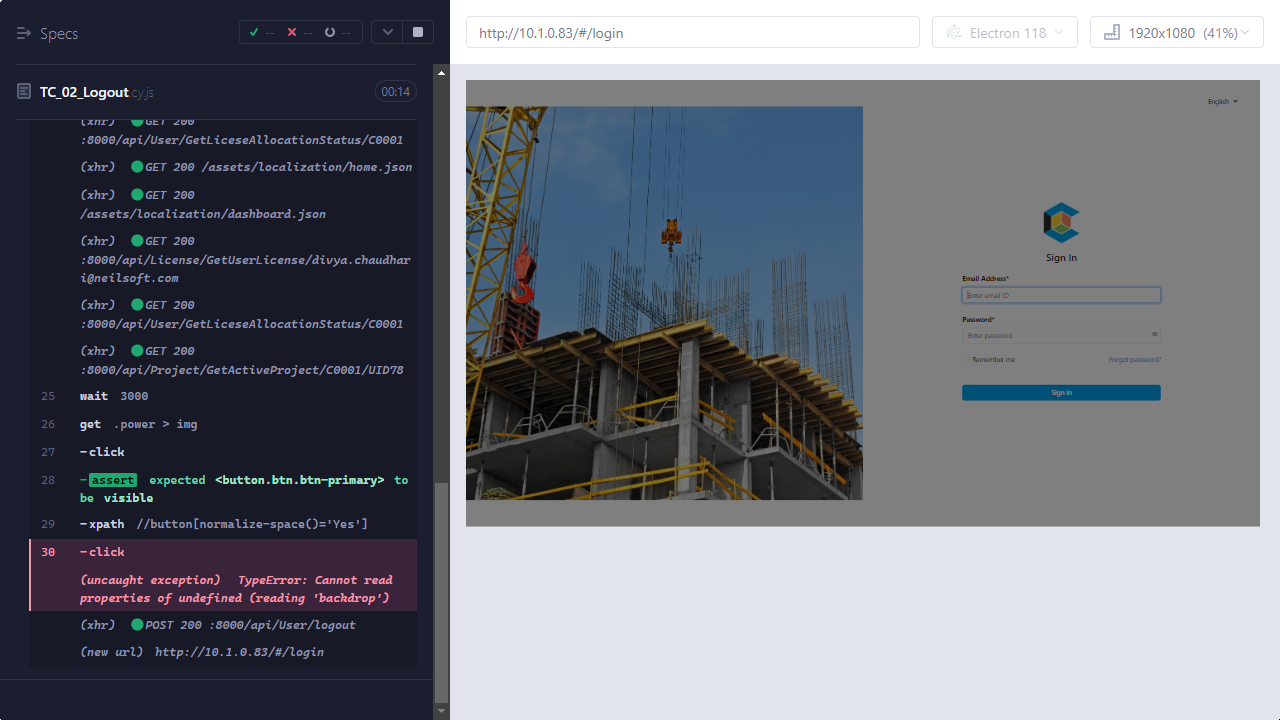 Specs
-- -- --
http://10.1.0.83/#/login
Electron 118
1920x1080 (41%)
TC_02_Logout.cy.js
00:14
(xhr) GET 200
:8000/api/User/GetLiceseAllocationStatus/C0001
(xhr) GET 200 /assets/localization/home.json
(xhr) GET 200
/assets/localization/dashboard.json
(xhr) GET 200
:8000/api/License/GetUserLicense/divya.chaudhar
i@neilsoft.com
(xhr) GET 200
:8000/api/User/GetLiceseAllocationStatus/C0001
(xhr) GET 200
:8000/api/Project/GetActiveProject/C0001/UID78
25 wait 3000
26 get .power > img
27 -click
28 -assert expected <button.btn.btn-primary> to
be visible
29 -xpath //button[normalize-space()='Yes']
30 -click
(uncaught exception) TypeError: Cannot read
properties of undefined (reading 'backdrop')
(xhr) POST 200 :8000/api/User/logout
(new url) http://10.1.0.83/#/login
English
Sign In
Email Address*
Enter email ID
Password*
Enter password
Remember me
Forgot password?
Sign In